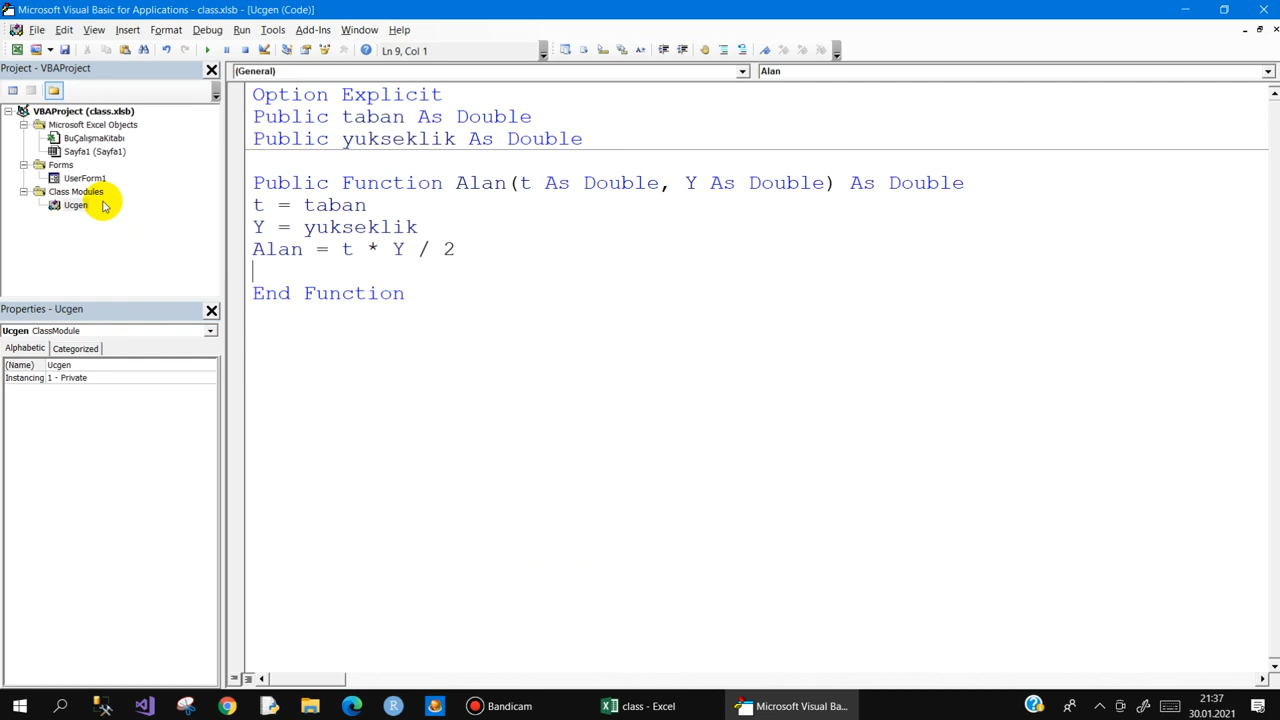 Microsoft Visual Basic for Applications - class.xlsb - [Ucgen (Code)]
File Edit View Insert Format Debug Run Tools Add-Ins Window Help
Ln 9, Col 1
Project - VBAProject
(General)
Alan
VBAProject (class.xlsb)
Microsoft Excel Objects
BuÇalışmaKitabı
Sayfa1 (Sayfa1)
Forms
UserForm1
Class Modules
Ucgen
Option Explicit
Public taban As Double
Public yukseklik As Double
Public Function Alan(t As Double, Y As Double) As Double
t = taban
Y = yukseklik
Alan = t * Y / 2
End Function
Properties - Ucgen
Ucgen ClassModule
Alphabetic Categorized
(Name) Ucgen
Instancing 1 - Private
Bandicam
class - Excel
Microsoft Visual Ba...
21:37
30.01.2021